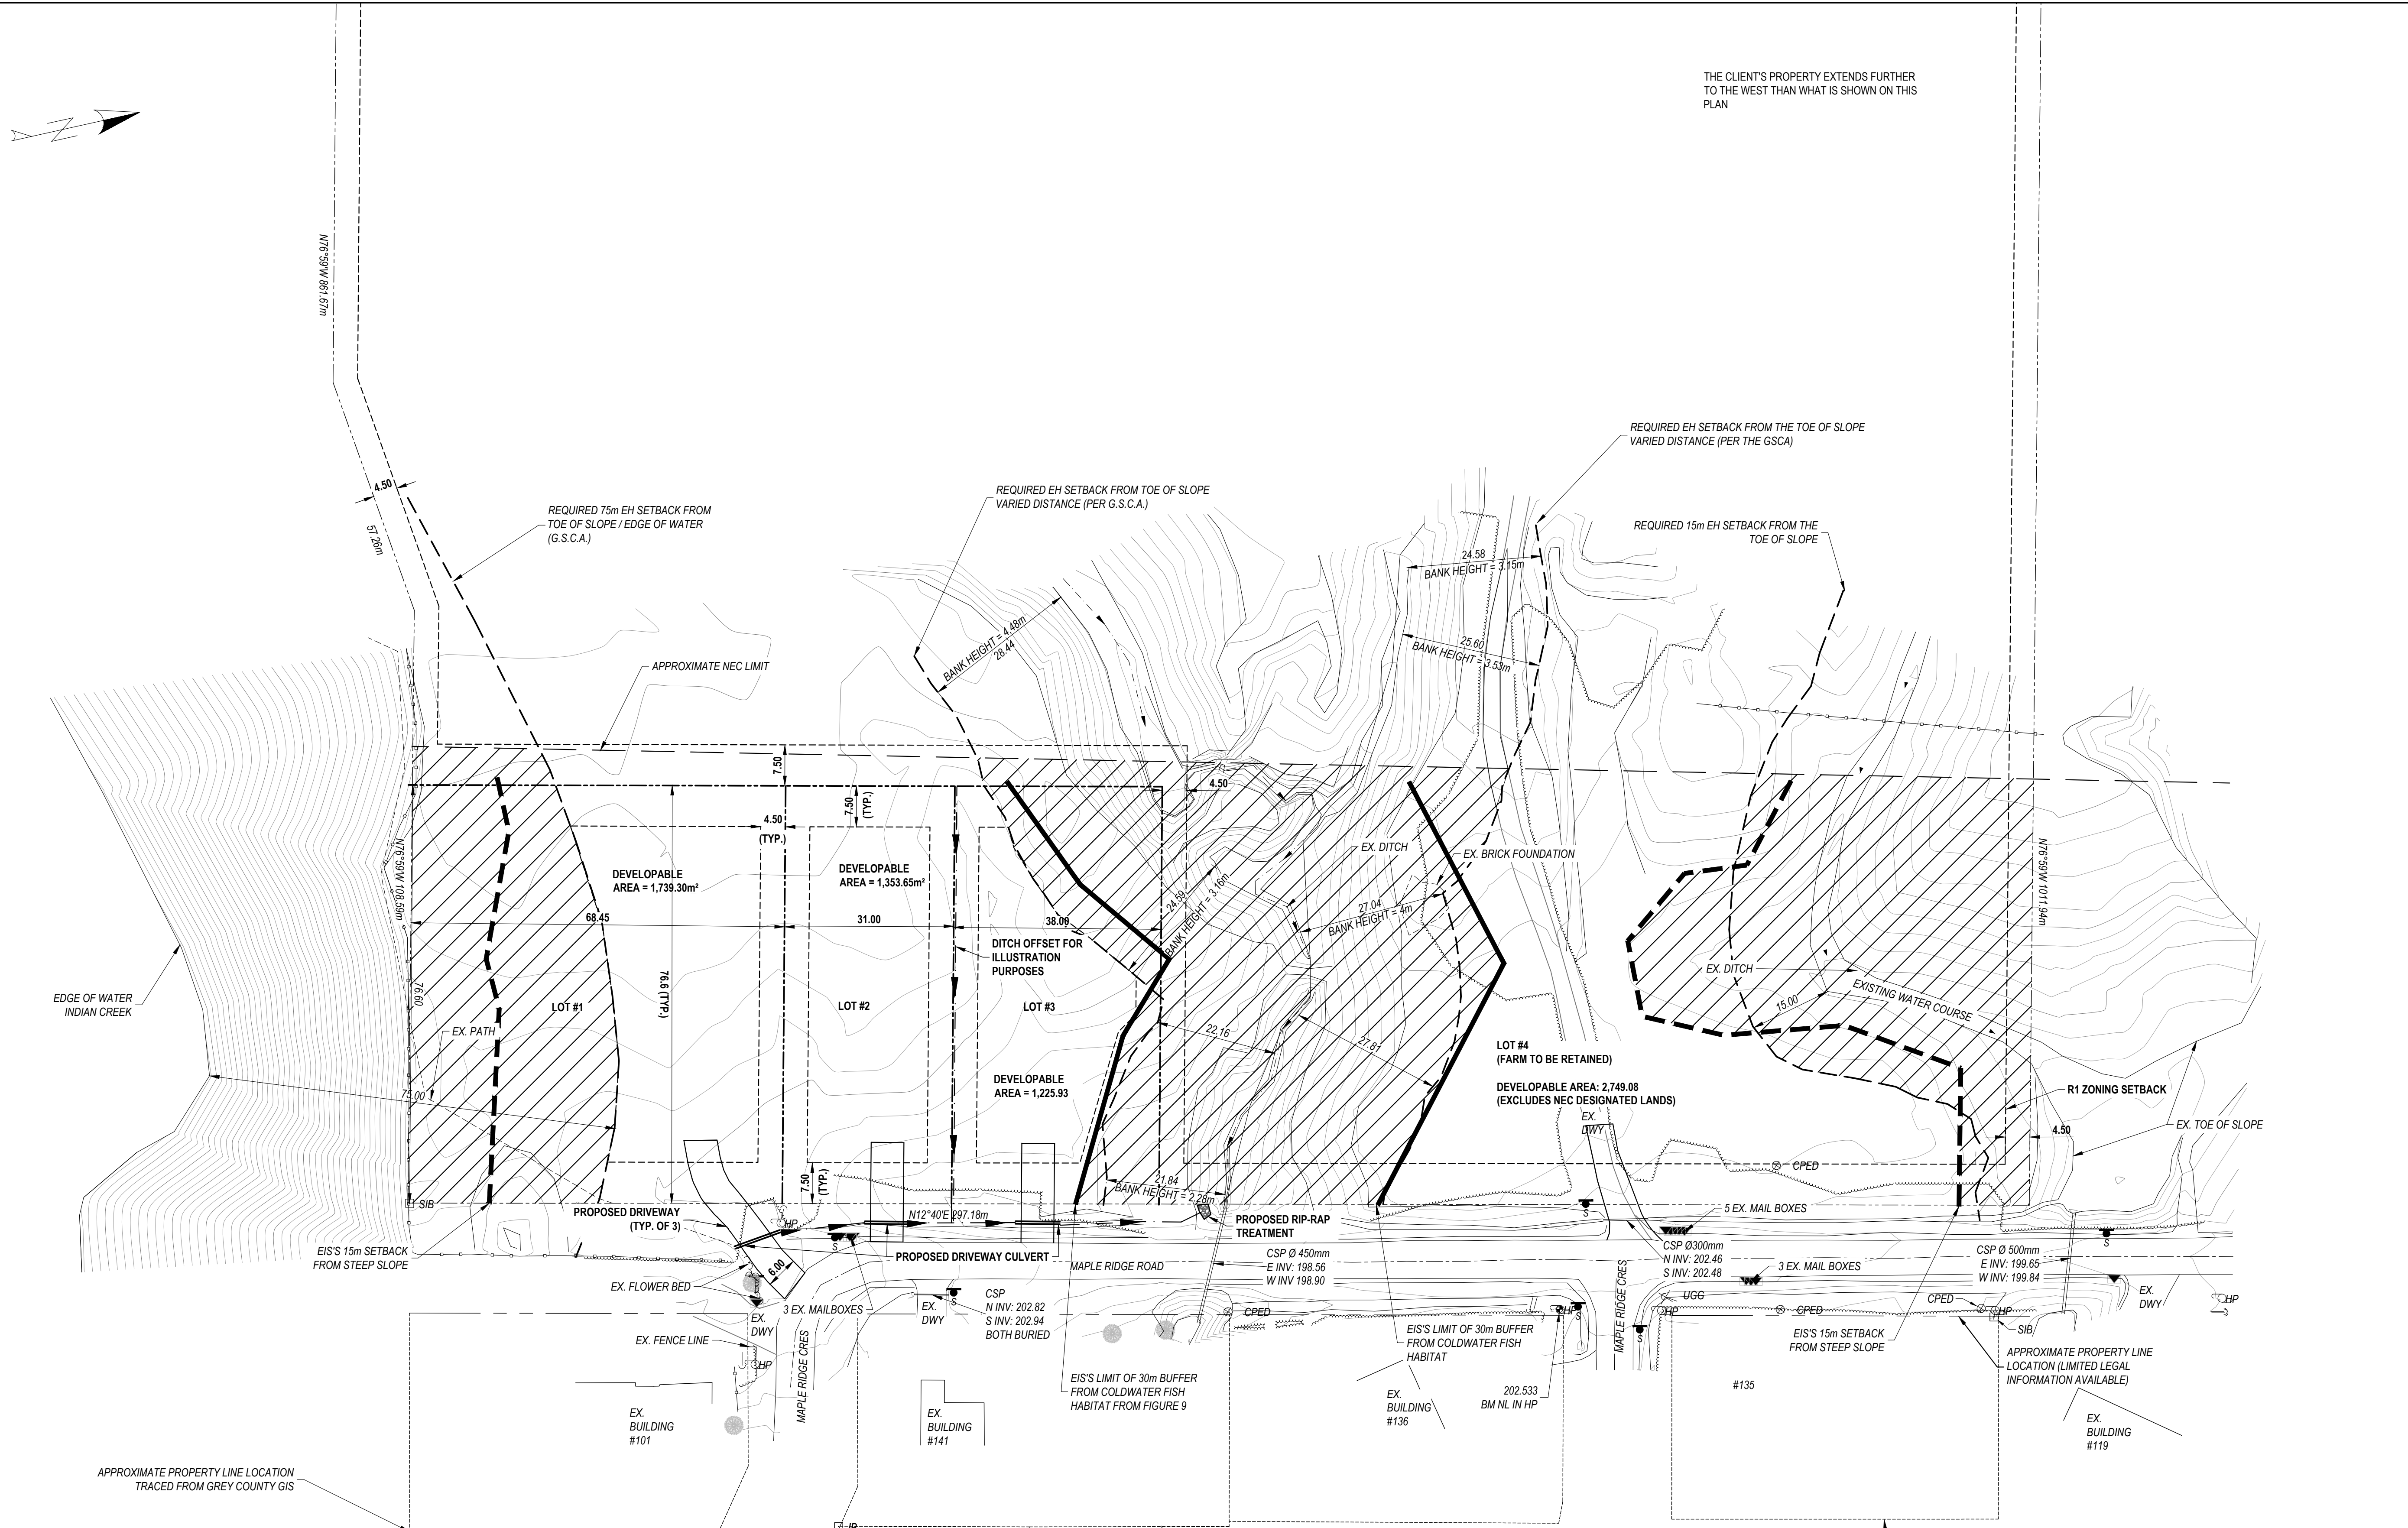 THE CLIENT'S PROPERTY EXTENDS FURTHER
TO THE WEST THAN WHAT IS SHOWN ON THIS
PLAN
Z
N76°59'W 861.67m
REQUIRED EH SETBACK FROM THE TOE OF SLOPE
VARIED DISTANCE (PER THE GSCA)
4.50
57.26m
REQUIRED 75m EH SETBACK FROM
TOE OF SLOPE / EDGE OF WATER
(G.S.C.A.)
REQUIRED EH SETBACK FROM TOE OF SLOPE
VARIED DISTANCE (PER G.S.C.A.)
REQUIRED 15m EH SETBACK FROM THE
TOE OF SLOPE
24.58
BANK HEIGHT = 3.15m
25.60
BANK HEIGHT = 3.53m
BANK HEIGHT = 4.48m
28.44
APPROXIMATE NEC LIMIT
7.50
4.50
7.50
(TYP.)
4.50
(TYP.)
N76°59'W 108.59m
DEVELOPABLE
AREA = 1,739.30m²
DEVELOPABLE
AREA = 1,353.65m²
68.45
31.00
38.00
24.59
BANK HEIGHT = 3.16m
EX. DITCH
EX. BRICK FOUNDATION
27.04
BANK HEIGHT = 4m
N76°59'W 1011.94m
DITCH OFFSET FOR
ILLUSTRATION
PURPOSES
76.6 (TYP.)
76.60
EDGE OF WATER
INDIAN CREEK
LOT #1
LOT #2
LOT #3
EX. PATH
EX. DITCH
EXISTING WATER COURSE
15.00
22.16
27.81
LOT #4
(FARM TO BE RETAINED)
DEVELOPABLE AREA: 2,749.08
(EXCLUDES NEC DESIGNATED LANDS)
DEVELOPABLE
AREA = 1,225.93
75.00
R1 ZONING SETBACK
EX.
DWY
4.50
EX. TOE OF SLOPE
CPED
7.50
(TYP.)
21.84
BANK HEIGHT = 2.26m
SIB
PROPOSED DRIVEWAY
(TYP. OF 3)
HP
N12°40'E 297.18m
PROPOSED RIP-RAP
TREATMENT
S
5 EX. MAIL BOXES
S
S
EIS'S 15m SETBACK
FROM STEEP SLOPE
PROPOSED DRIVEWAY CULVERT
6.00
MAPLE RIDGE ROAD
CSP Ø 450mm
E INV: 198.56
W INV 198.90
CSP Ø300mm
N INV: 202.46
S INV: 202.48
3 EX. MAIL BOXES
CSP Ø 500mm
E INV: 199.65
W INV: 199.84
EX. FLOWER BED
3 EX. MAILBOXES
EX.
DWY
S
CSP
N INV: 202.82
S INV: 202.94
BOTH BURIED
CPED
HP
S
MAPLE RIDGE CRES
S
UGG
HP
CPED
CPED
HP
SIB
EX.
DWY
HP
EX.
DWY
EX. FENCE LINE
HP
MAPLE RIDGE CRES
EIS'S LIMIT OF 30m BUFFER
FROM COLDWATER FISH
HABITAT
EIS'S 15m SETBACK
FROM STEEP SLOPE
APPROXIMATE PROPERTY LINE
LOCATION (LIMITED LEGAL
INFORMATION AVAILABLE)
EIS'S LIMIT OF 30m BUFFER
FROM COLDWATER FISH
HABITAT FROM FIGURE 9
EX.
BUILDING
#136
202.533
BM NL IN HP
#135
EX.
BUILDING
#101
EX.
BUILDING
#141
EX.
BUILDING
#119
APPROXIMATE PROPERTY LINE LOCATION
TRACED FROM GREY COUNTY GIS
IB